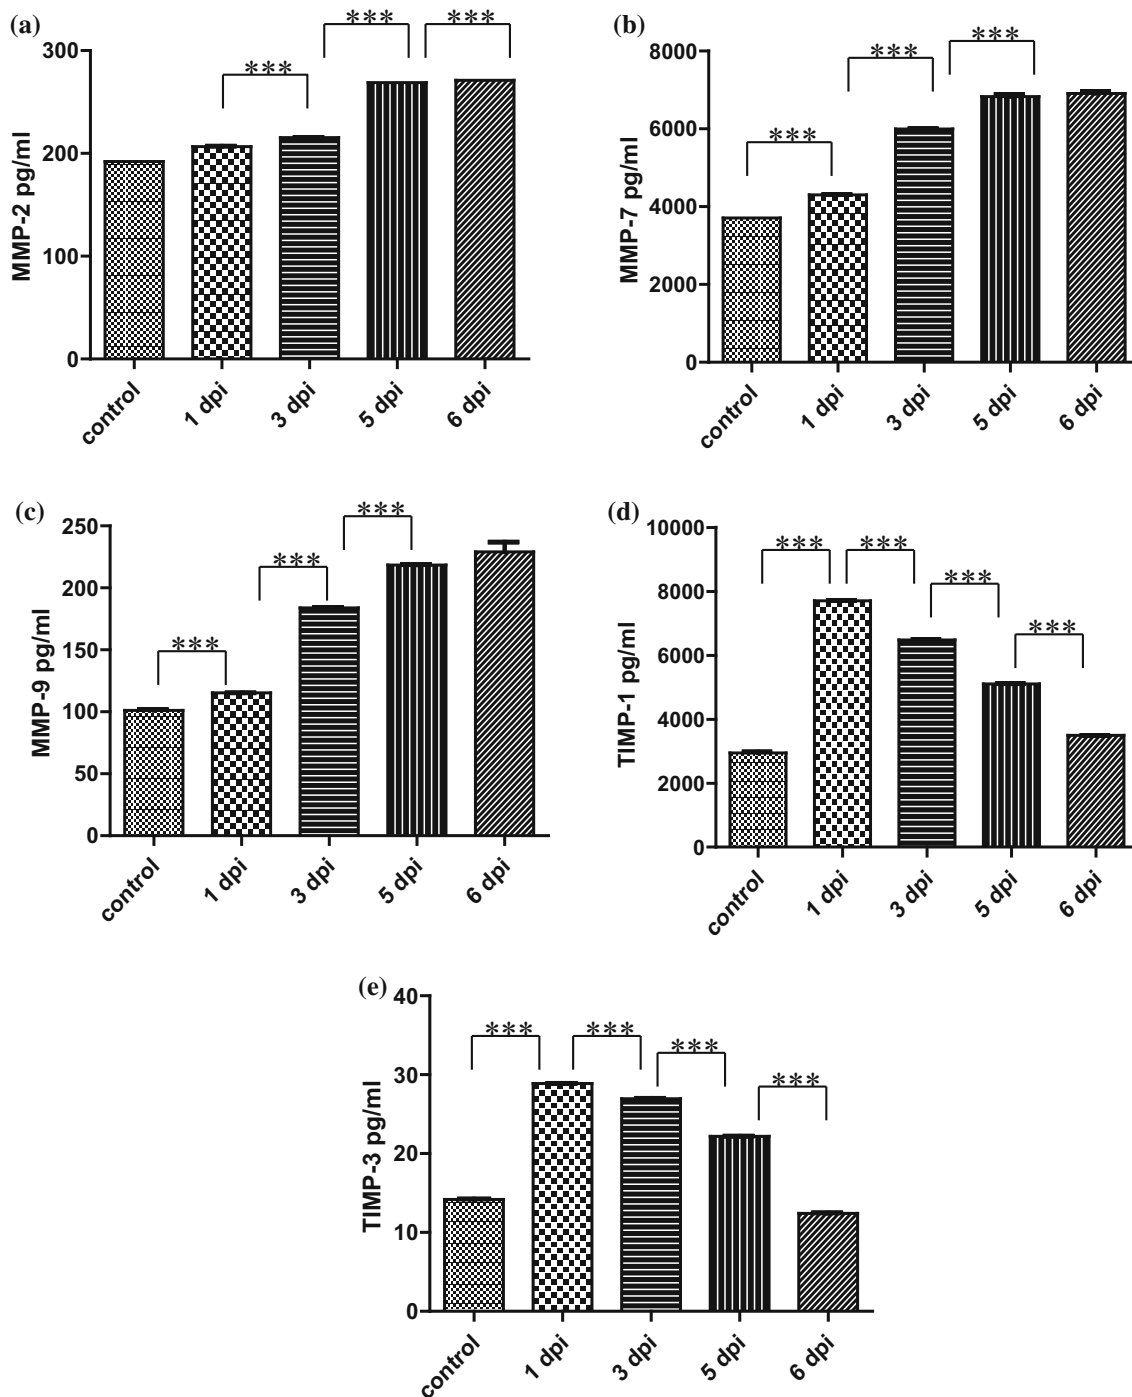 (a)
*** ***
***
300
200
100
0
MMP-2 pg/ml
control
1 dpi
3 dpi
5 dpi
6 dpi
(b)
***
***
***
8000
6000
4000
2000
0
MMP-7 pg/ml
control
1 dpi
3 dpi
5 dpi
6 dpi
(c)
***
***
***
250
200
150
100
50
0
MMP-9 pg/ml
control
1 dpi
3 dpi
5 dpi
6 dpi
(d)
*** ***
***
***
10000
8000
6000
4000
2000
0
TIMP-1 pg/ml
control
1 dpi
3 dpi
5 dpi
6 dpi
(e)
*** ***
***
***
40
30
20
10
0
TIMP-3 pg/ml
control
1 dpi
3 dpi
5 dpi
6 dpi